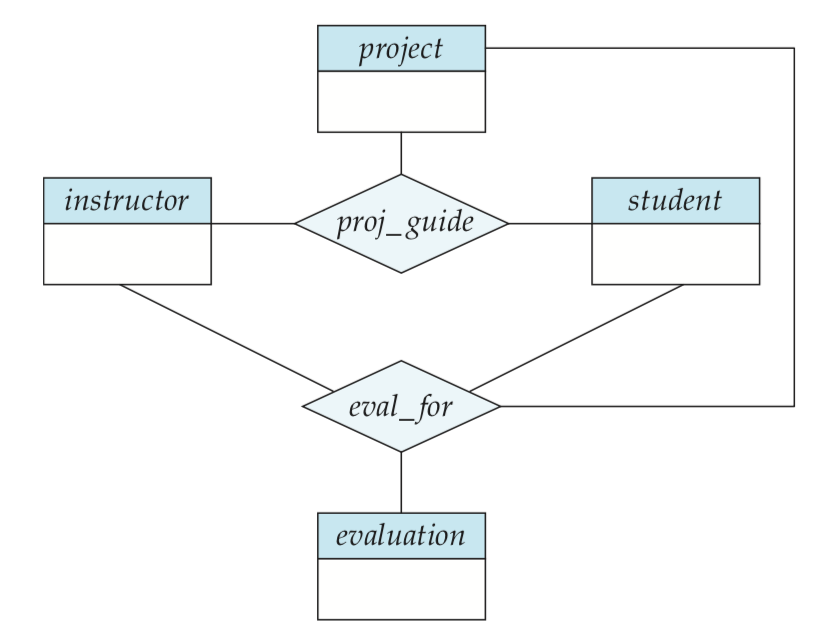 project
instructor
proj_guide
student
eval_for
evaluation